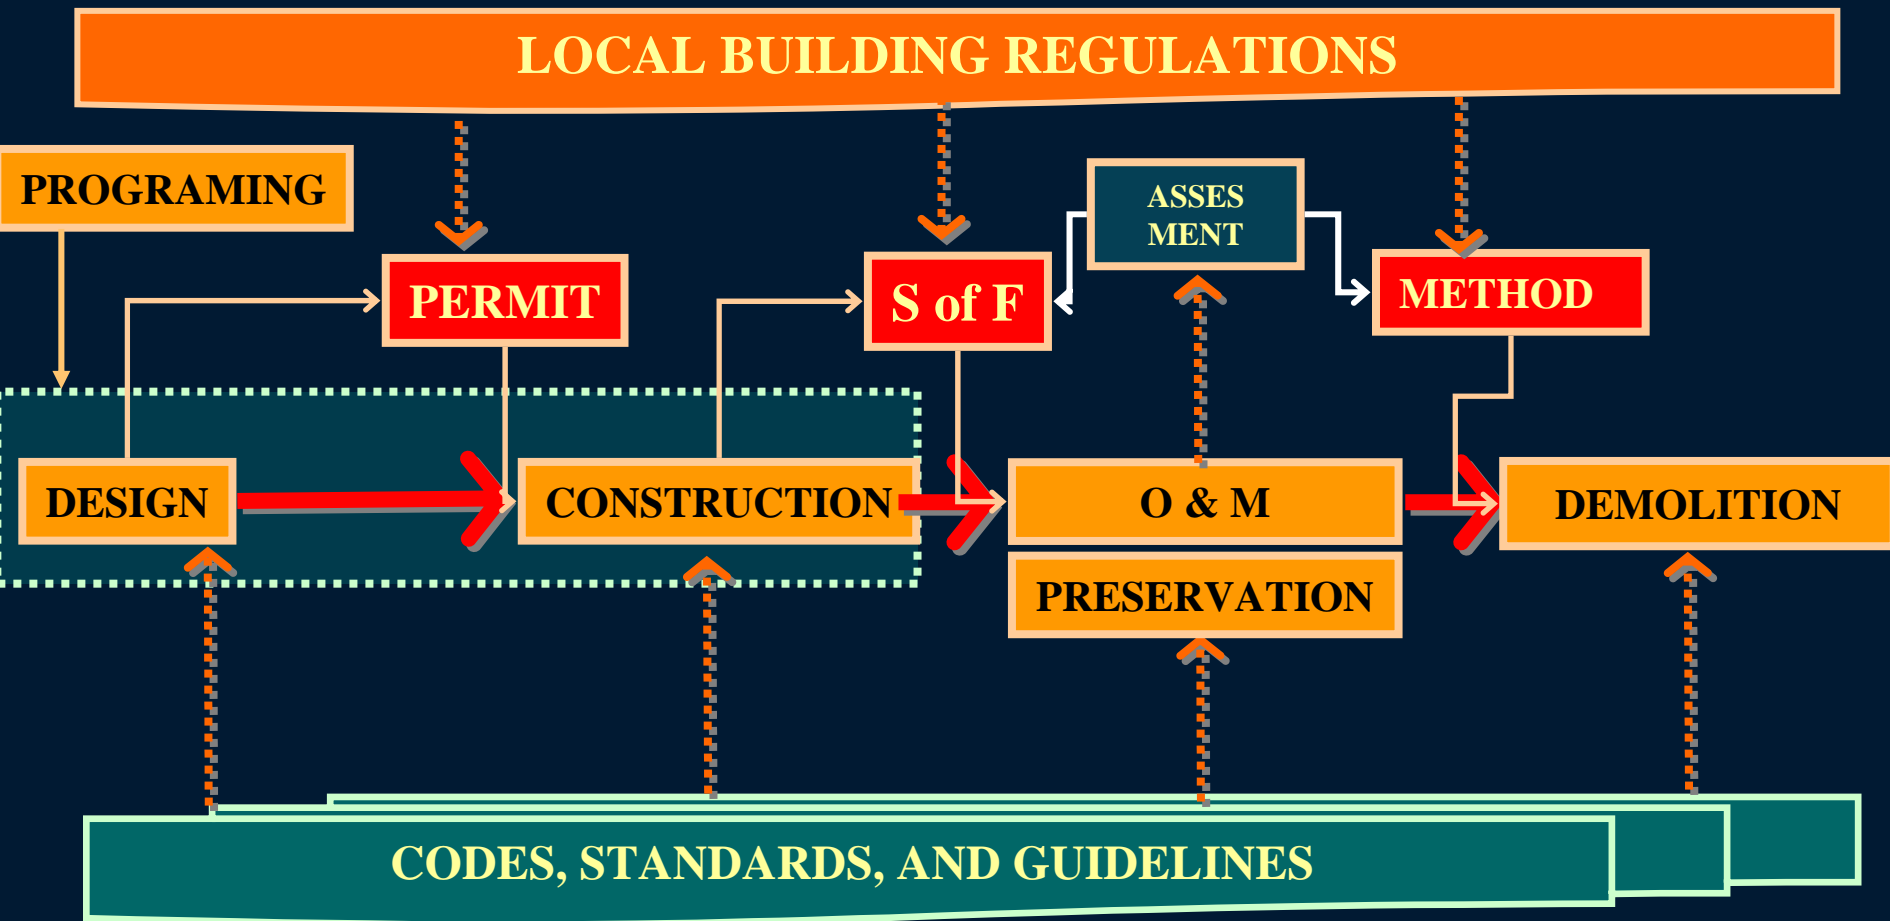 LOCAL BUILDING REGULATIONS
PROGRAMING
ASSES
MENT
PERMIT
S of F
METHOD
DESIGN
CONSTRUCTION
O & M
DEMOLITION
PRESERVATION
CODES, STANDARDS, AND GUIDELINES